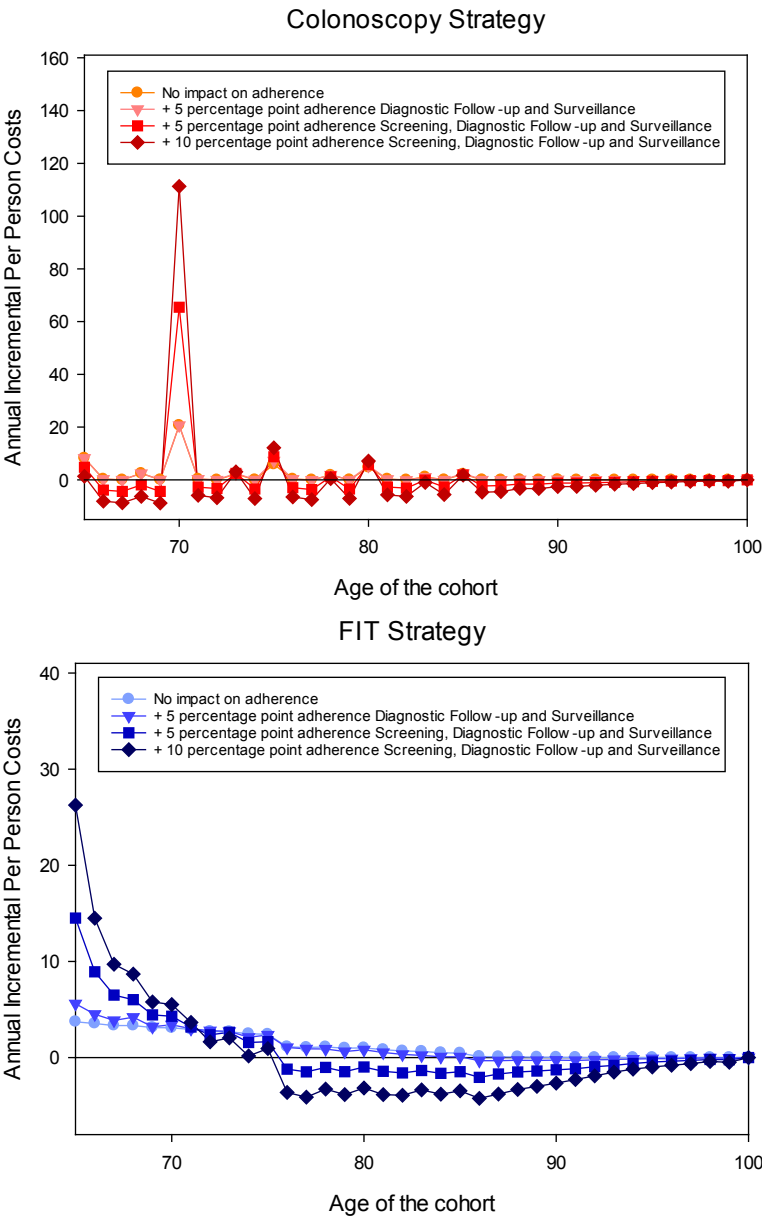 Colonoscopy Strategy
Annual Incremental Per Person Costs
160
140
120
100
80
60
40
20
0
No impact on adherence
+ 5 percentage point adherence Diagnostic Follow-up and Surveillance
+ 5 percentage point adherence Screening, Diagnostic Follow-up and Surveillance
+ 10 percentage point adherence Screening, Diagnostic Follow-up and Surveillance
70 80 90 100
Age of the cohort
FIT Strategy
Annual Incremental Per Person Costs
40
30
20
10
0
No impact on adherence
+ 5 percentage point adherence Diagnostic Follow-up and Surveillance
+ 5 percentage point adherence Screening, Diagnostic Follow-up and Surveillance
+ 10 percentage point adherence Screening, Diagnostic Follow-up and Surveillance
70 80 90 100
Age of the cohort